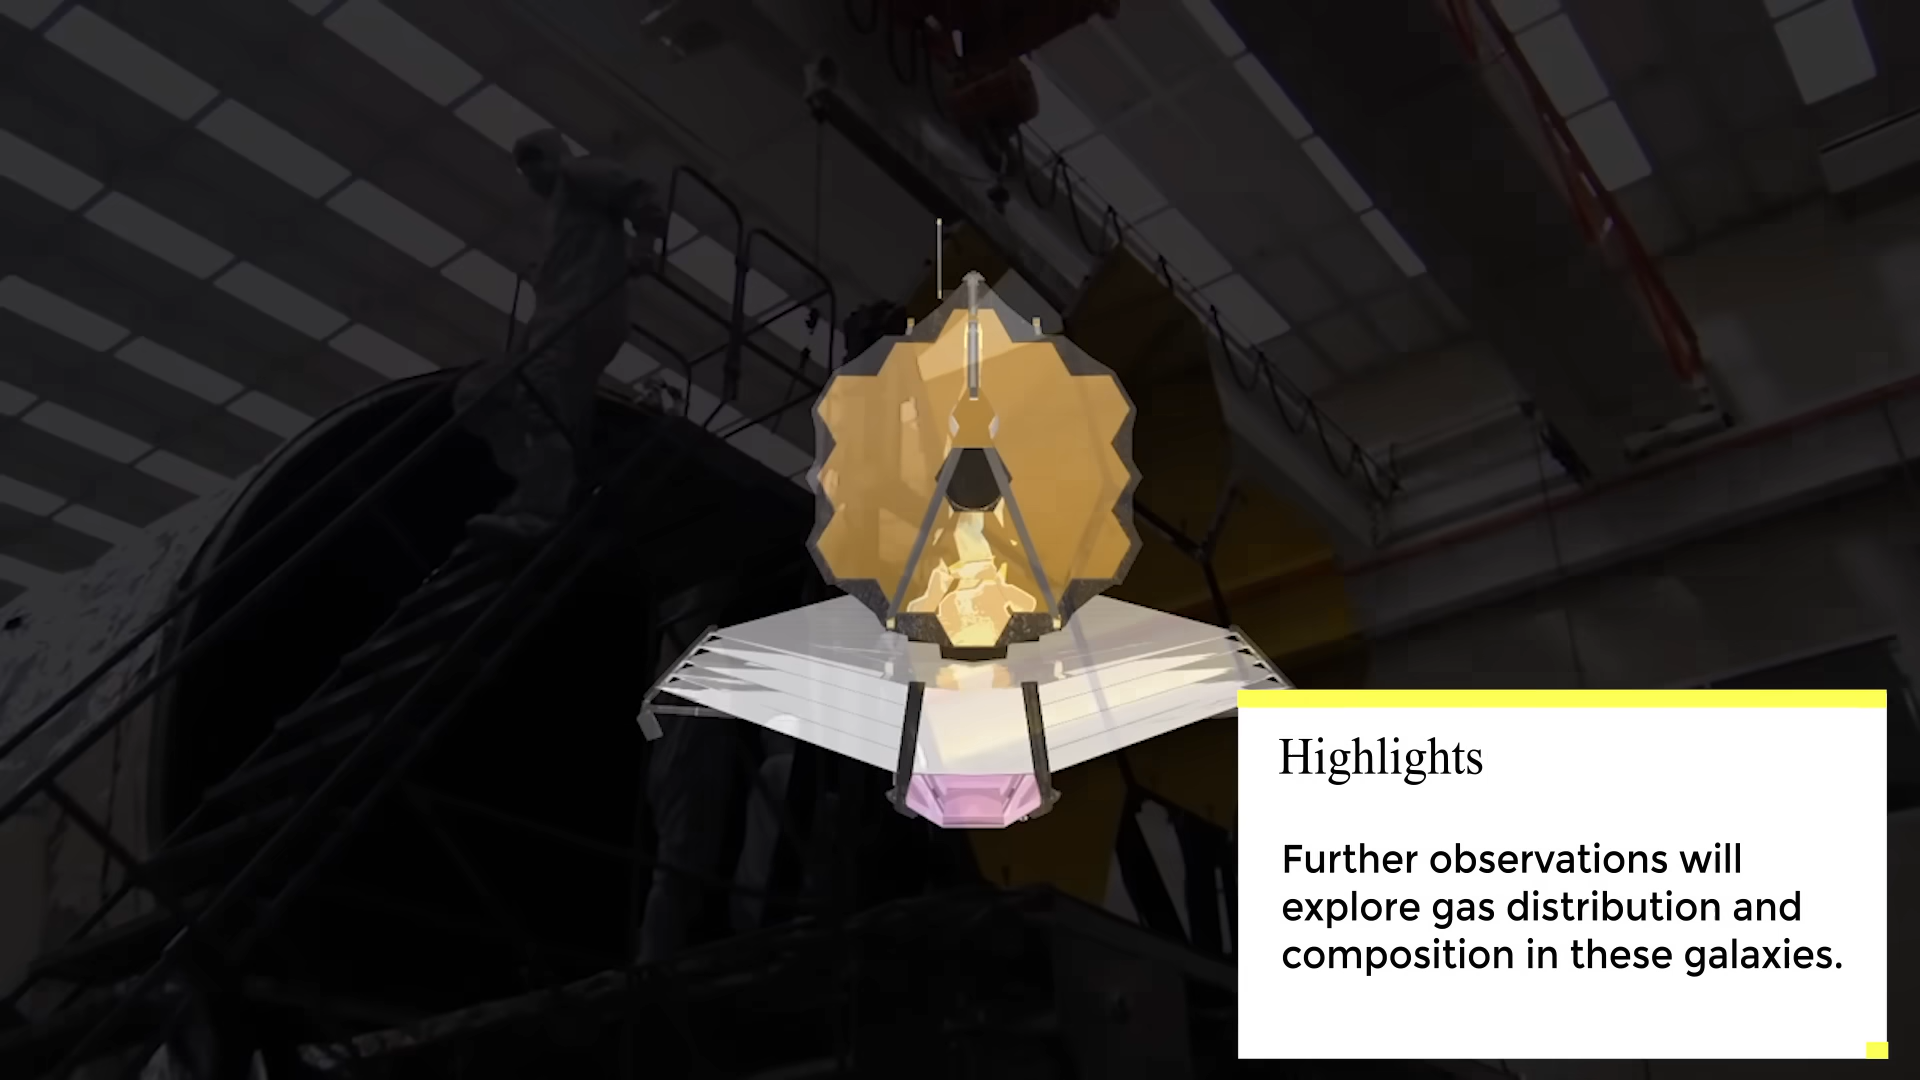 Highlights
Further observations will
explore gas distribution and
composition in these galaxies.